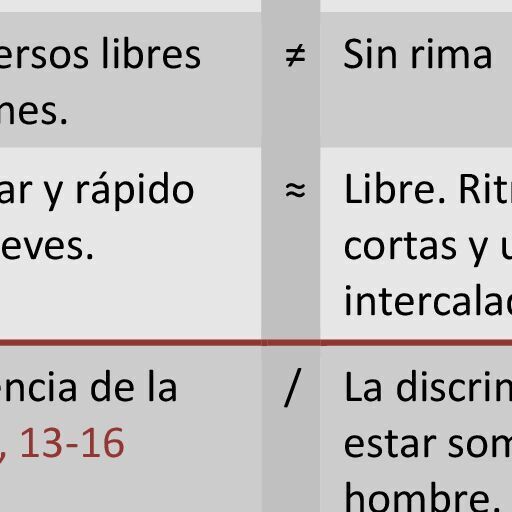 ersos libres ≠ Sin rima
nes.
ar y rápido ≈ Libre. Rit
eves. cortas y u
intercalad
encia de la / La discrin
, 13-16 estar som
hombre.